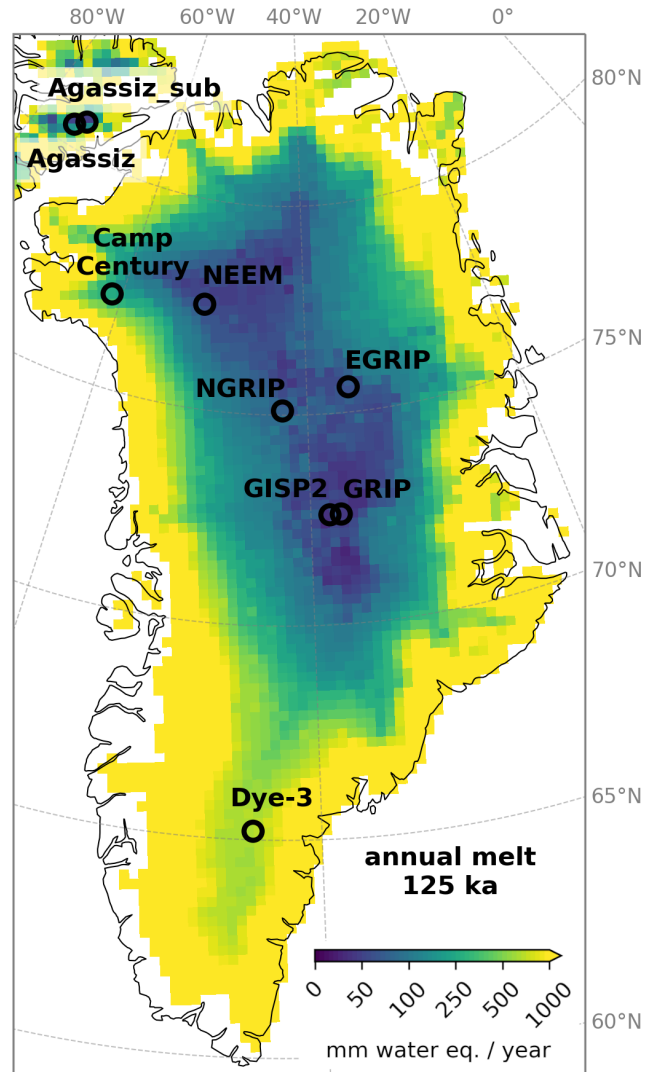 80°W 60°W 40°W 20°W 0°
80°N
Agassiz_sub
Agassiz
Camp
Century
NEEM
75°N
EGRIP
NGRIP
GISP2 GRIP
70°N
Dye-3
65°N
annual melt
125 ka
0 50 100 250 500 1000
60°N
mm water eq. / year